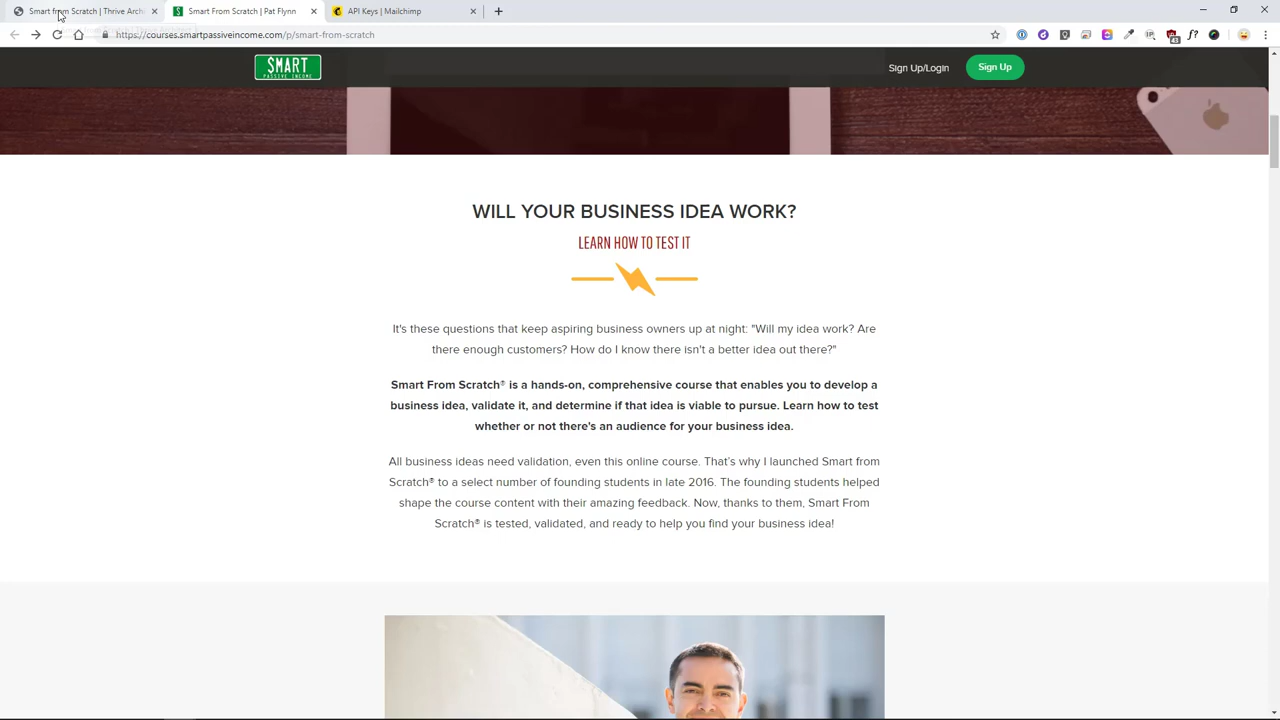 Smart from Scratch | Thrive Arch
Smart From Scratch | Pat Flynn
API Keys | Mailchimp
https://courses.smartpassiveincome.com/p/smart-from-scratch
SMART
PASSIVE INCOME
Sign Up/Login
Sign Up
WILL YOUR BUSINESS IDEA WORK?
LEARN HOW TO TEST IT
It's these questions that keep aspiring business owners up at night: "Will my idea work? Are
there enough customers? How do I know there isn't a better idea out there?"
Smart From Scratch® is a hands-on, comprehensive course that enables you to develop a
business idea, validate it, and determine if that idea is viable to pursue. Learn how to test
whether or not there's an audience for your business idea.
All business ideas need validation, even this online course. That's why I launched Smart from
Scratch® to a select number of founding students in late 2016. The founding students helped
shape the course content with their amazing feedback. Now, thanks to them, Smart From
Scratch® is tested, validated, and ready to help you find your business idea!